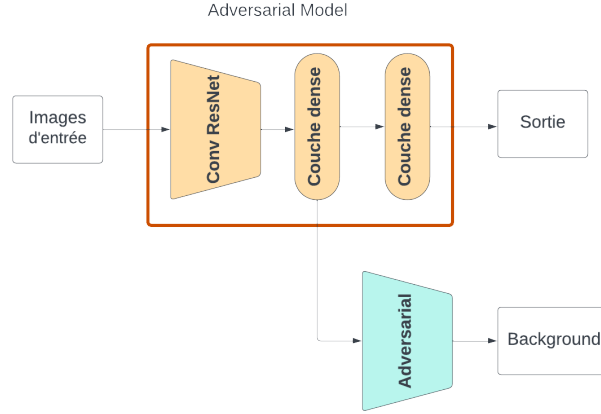 Adversarial Model
Images
d'entrée
Conv ResNet
Couche dense
Couche dense
Sortie
Adversarial
Background